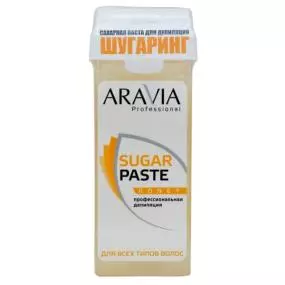 САХАРНАЯ ПАСТА ДЛЯ ДЕПИЛЯЦИИ
ШУГАРИНГ
ARAVIA
Professional
SUGAR
PASTE
HONEY
профессиональная
депиляция
ДЛЯ ВСЕХ ТИПОВ ВОЛОС